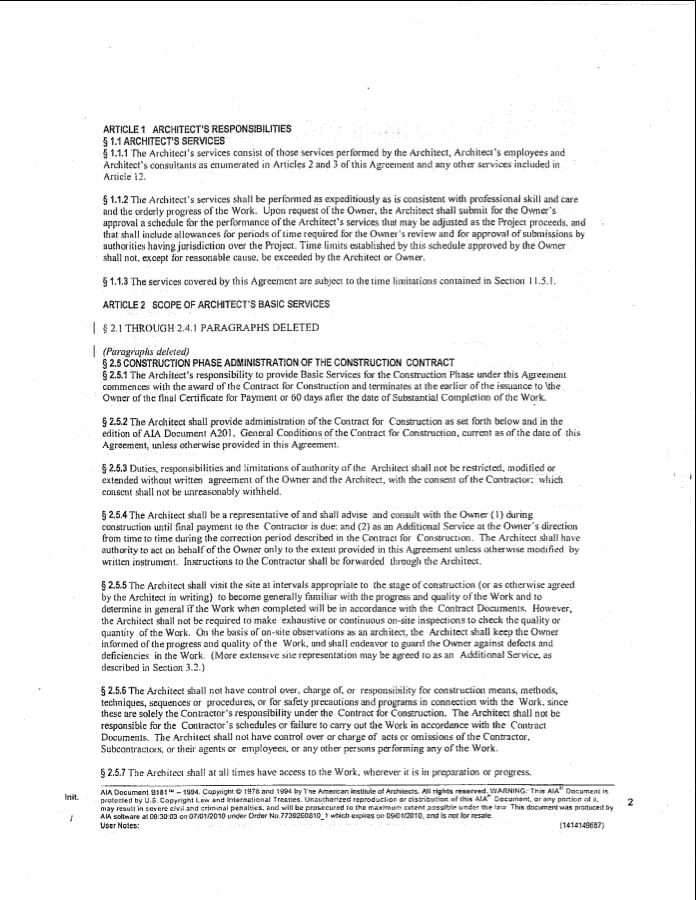 ARTICLE 1 ARCHITECT'S RESPONSIBILITIES
§ 1.1 ARCHITECT'S SERVICES
§ 1.1.1 The Architect's services consist of those services performed by the Architect, Architect's employees and
Architect's consultants as enumerated in Articles 2 and 3 of this Agreement and any other services included in
Article 12.
§ 1.1.2 The Architect's services shall be performed as expeditiously as is consistent with professional skill and care
and the orderly progress of the Work. Upon request of the Owner, the Architect shall submit for the Owner's
approval a schedule for the performance of the Architect's services that may be adjusted as the Project proceeds, and
that shall include allowances for periods of time required for the Owner's review and for approval of submissions by
authorities having jurisdiction over the Project. Time limits established by this schedule approved by the Owner
shall not, except for reasonable cause, be exceeded by the Architect or Owner.
§ 1.1.3 The services covered by this Agreement are subject to the time limitations contained in Section 11.5.1.
ARTICLE 2 SCOPE OF ARCHITECT'S BASIC SERVICES
§ 2.1 THROUGH 2.4.1 PARAGRAPHS DELETED
(Paragraphs deleted)
§ 2.5 CONSTRUCTION PHASE ADMINISTRATION OF THE CONSTRUCTION CONTRACT
§ 2.5.1 The Architect's responsibility to provide Basic Services for the Construction Phase under this Agreement
commences with the award of the Contract for Construction and terminates at the earlier of the issuance to \the
Owner of the final Certificate for Payment or 60 days after the date of Substantial Completion of the Work.
§ 2.5.2 The Architect shall provide administration of the Contract for Construction as set forth below and in the
edition of AIA Document A201, General Conditions of the Contract for Construction, current as of the date of this
Agreement, unless otherwise provided in this Agreement.
§ 2.5.3 Duties, responsibilities and limitations of authority of the Architect shall not be restricted, modified or
extended without written agreement of the Owner and the Architect, with the consent of the Contractor; which
consent shall not be unreasonably withheld.
§ 2.5.4 The Architect shall be a representative of and shall advise and consult with the Owner (1) during
construction until final payment to the Contractor is due; and (2) as an Additional Service at the Owner's direction
from time to time during the correction period described in the Contract for Construction. The Architect shall have
authority to act on behalf of the Owner only to the extent provided in this Agreement unless otherwise modified by
written instrument. Instructions to the Contractor shall be forwarded through the Architect.
§ 2.5.5 The Architect shall visit the site at intervals appropriate to the stage of construction (or as otherwise agreed
by the Architect in writing) to become generally familiar with the progress and quality of the Work and to
determine in general if the Work when completed will be in accordance with the Contract Documents. However,
the Architect shall not be required to make exhaustive or continuous on-site inspections to check the quality or
quantity of the Work. On the basis of on-site observations as an architect, the Architect shall keep the Owner
informed of the progress and quality of the Work, and shall endeavor to guard the Owner against defects and
deficiencies in the Work. (More extensive site representation may be agreed to as an Additional Service, as
described in Section 3.2.)
§ 2.5.6 The Architect shall not have control over, charge of, or responsibility for construction means, methods,
techniques, sequences or procedures, or for safety precautions and programs in connection with the Work, since
these are solely the Contractor's responsibility under the Contract for Construction. The Architect shall not be
responsible for the Contractor's schedules or failure to carry out the Work in accordance with the Contract
Documents. The Architect shall not have control over or charge of acts or omissions of the Contractor,
Subcontractors, or their agents or employees, or any other persons performing any of the Work.
§ 2.5.7 The Architect shall at all times have access to the Work, wherever it is in preparation or progress.
Init.
/
AIA Document B181™ – 1994. Copyright © 1978 and 1994 by The American Institute of Architects. All rights reserved. WARNING: This AIA® Document is
protected by U.S. Copyright Law and International Treaties. Unauthorized reproduction or distribution of this AIA® Document, or any portion of it,
may result in severe civil and criminal penalties, and will be prosecuted to the maximum extent possible under the law. This document was produced by
AIA software at 08:30:03 on 07/01/2010 under Order No.7739260810_1 which expires on 09/01/2010, and is not for resale.
User Notes: (1414149687)
2